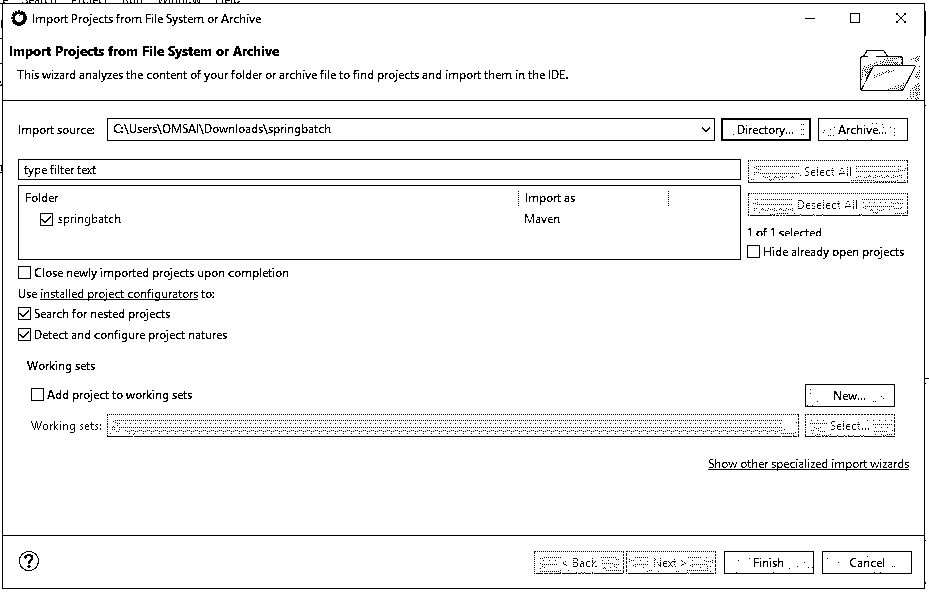 Import Projects from File System or Archive
Import Projects from File System or Archive
This wizard analyzes the content of your folder or archive file to find projects and import them in the IDE.
Import source: C:\Users\OMSAI\Downloads\springbatch Directory... Archive...
type filter text Select All
Folder Import as Deselect All
springbatch Maven
1 of 1 selected
Hide already open projects
Close newly imported projects upon completion
Use installed project configurators to:
Search for nested projects
Detect and configure project natures
Working sets
Add project to working sets New...
Working sets: Select...
Show other specialized import wizards
? < Back Next > Finish Cancel